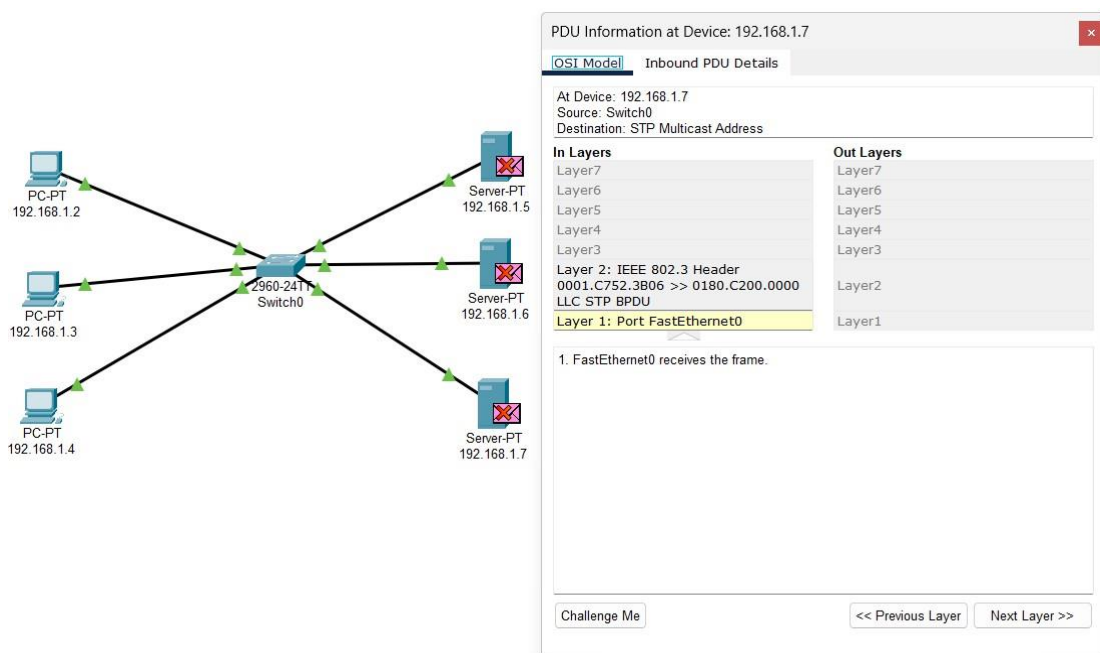 PC-PT
192.168.1.2
PC-PT
192.168.1.3
PC-PT
192.168.1.4
2960-24TT
Switch0
Server-PT
192.168.1.5
Server-PT
192.168.1.6
Server-PT
192.168.1.7
PDU Information at Device: 192.168.1.7
OSI Model Inbound PDU Details
At Device: 192.168.1.7
Source: Switch0
Destination: STP Multicast Address
In Layers
Layer7
Layer6
Layer5
Layer4
Layer3
Layer 2: IEEE 802.3 Header
0001.C752.3B06 >> 0180.C200.0000
LLC STP BPDU
Layer 1: Port FastEthernet0
Out Layers
Layer7
Layer6
Layer5
Layer4
Layer3
Layer2
Layer1
1. FastEthernet0 receives the frame.
Challenge Me << Previous Layer Next Layer >>